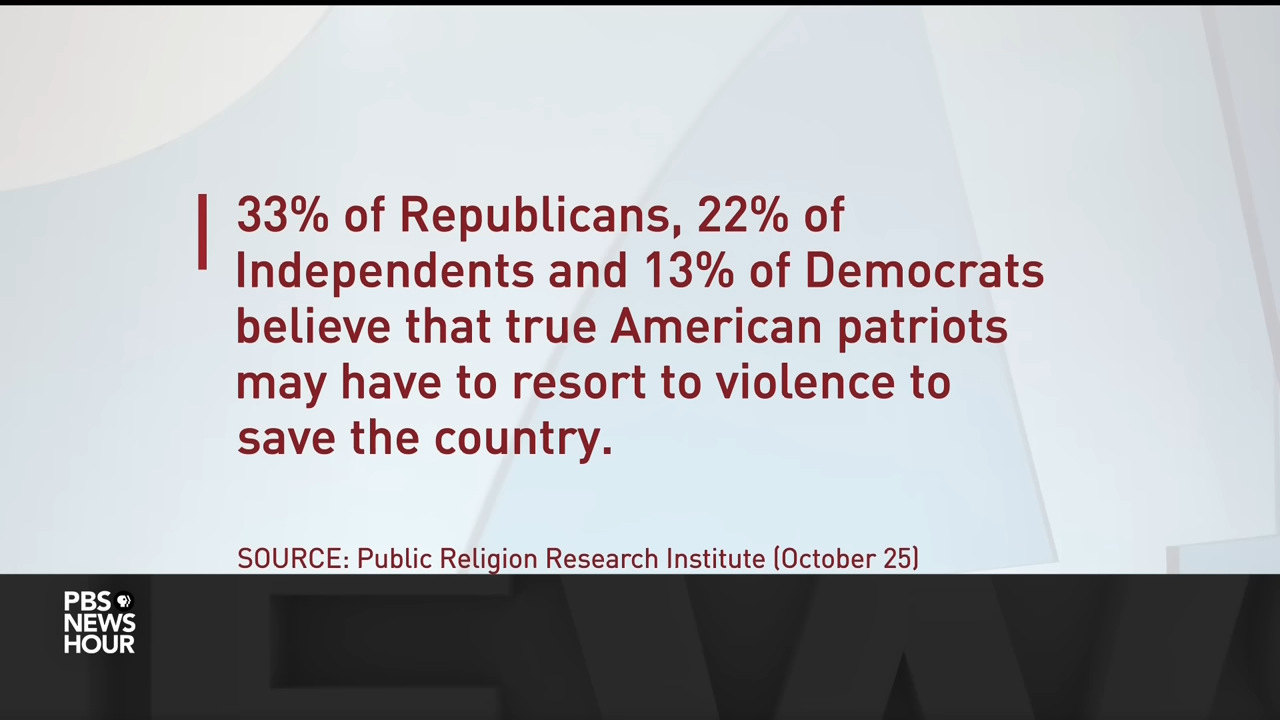 33% of Republicans, 22% of
Independents and 13% of Democrats
believe that true American patriots
may have to resort to violence to
save the country.
SOURCE: Public Religion Research Institute (October 25)
PBS
NEWS
HOUR